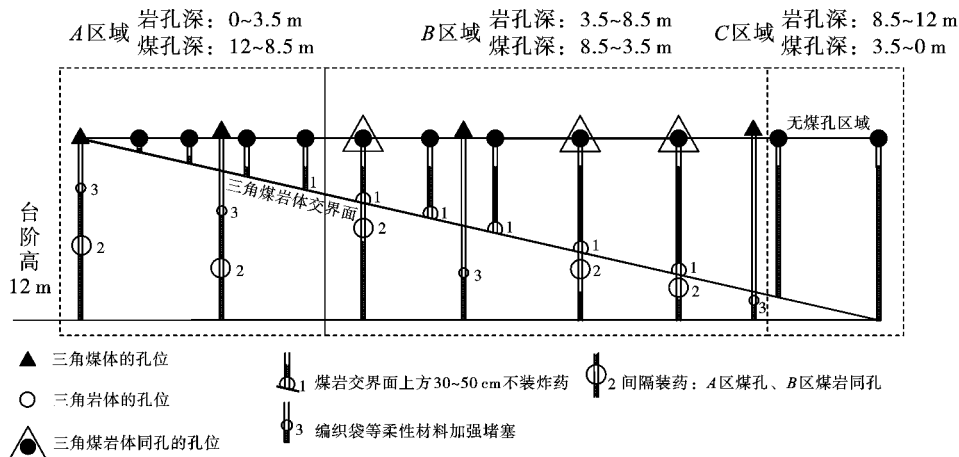 A区域 岩孔深：0~3.5 m
煤孔深：12~8.5 m
B区域 岩孔深：3.5~8.5 m
煤孔深：8.5~3.5 m
C区域 岩孔深：8.5~12 m
煤孔深：3.5~0 m
无煤孔区域
三角煤岩体交界面
台阶高
12 m
3
2
3
2
1
1
2
1
3
1
1
2
1
2
3
三角煤体的孔位
三角岩体的孔位
三角煤岩体同孔的孔位
1 煤岩交界面上方30~50 cm不装炸药
3 编织袋等柔性材料加强堵塞
2 间隔装药：A区煤孔、B区煤岩同孔